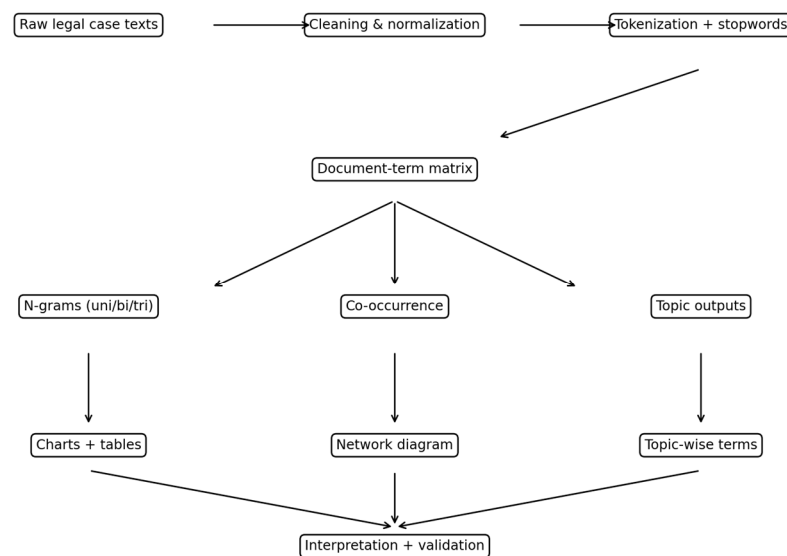 Raw legal case texts
Cleaning & normalization
Tokenization + stopwords
Document-term matrix
N-grams (uni/bi/tri)
Co-occurrence
Topic outputs
Charts + tables
Network diagram
Topic-wise terms
Interpretation + validation